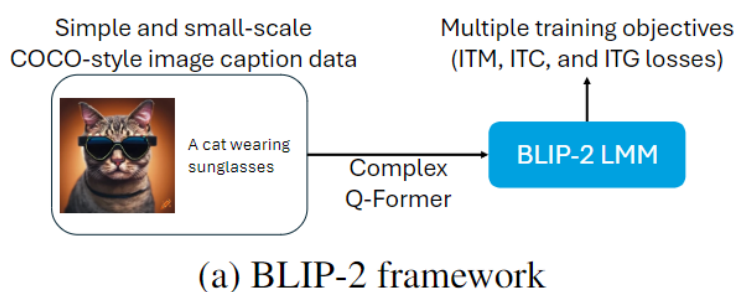 Simple and small-scale
COCO-style image caption data
A cat wearing
sunglasses
Complex
Q-Former
Multiple training objectives
(ITM, ITC, and ITG losses)
BLIP-2 LMM
(a) BLIP-2 framework